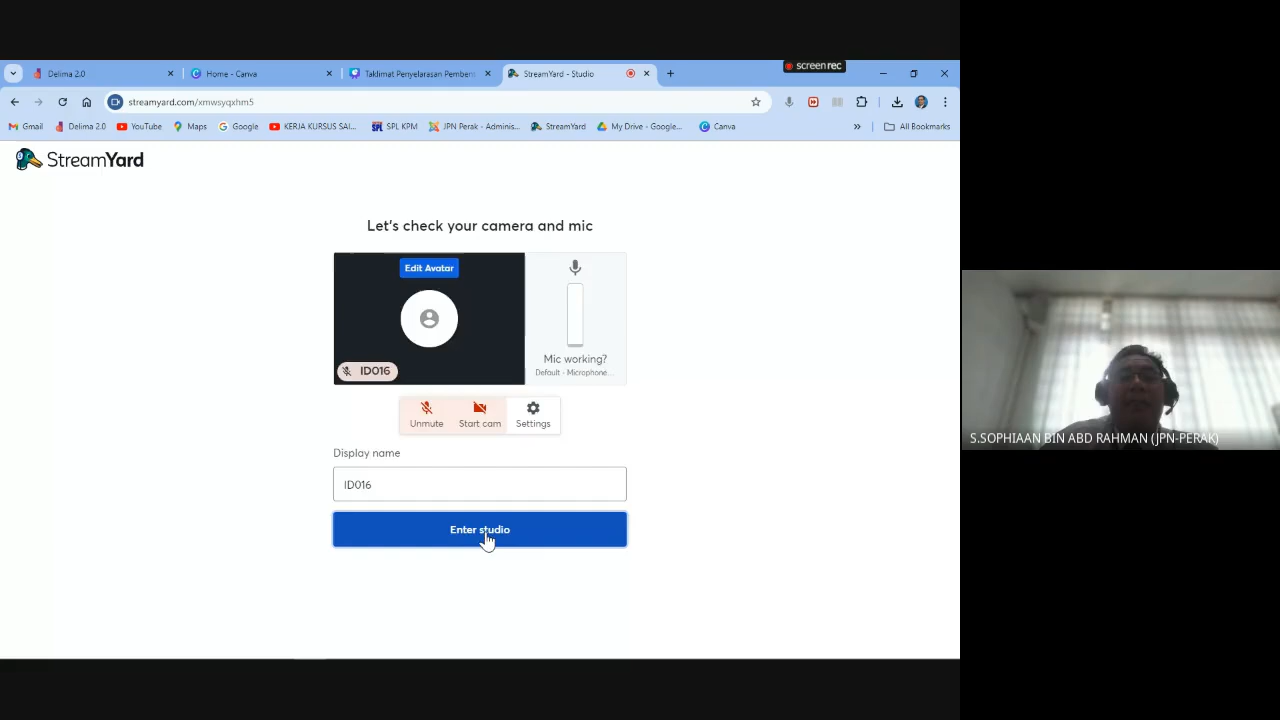 screenrec
Delima 2.0
Home - Canva
Taklimat Penyelarasan Pember
StreamYard - Studio
streamyard.com/xmwsyqxhm5
Gmail
Delima 2.0
YouTube
Maps
Google
KERJA KURSUS SAI...
SPL KPM
JPN Perak - Adminis...
StreamYard
My Drive - Google...
Canva
All Bookmarks
StreamYard
Let's check your camera and mic
Edit Avatar
ID016
Mic working?
Default - Microphone...
Unmute
Start cam
Settings
Display name
ID016
Enter studio
S.SOPHIAAN BIN ABD RAHMAN (JPN-PERAK)